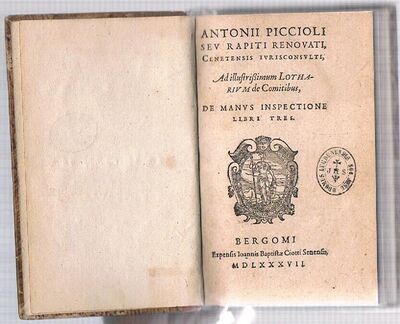 ANTONII PICCIOLI
SEV RAPITI RENOVATI,
CENETENSIS IVRISCONSVLTI,
Ad illustrißimum LOTHA-
RIVM de Comitibus,
DE MANVS INSPECTIONE
LIBRI TRES.
BERGOMI
Expensis Ioannis Baptistæ Ciotti Senensis,
MDLXXXVII.